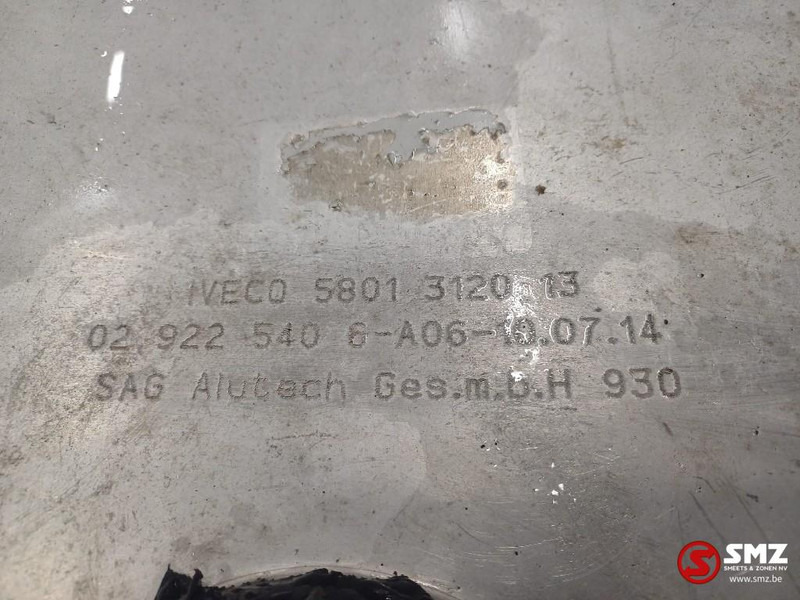 IVECO 5801 3120 13
02 922 540 6-A06-10.07.14
SAG Alutech Ges.m.b.H 930
SMZ
SMEETS & ZONEN NV
www.smz.be